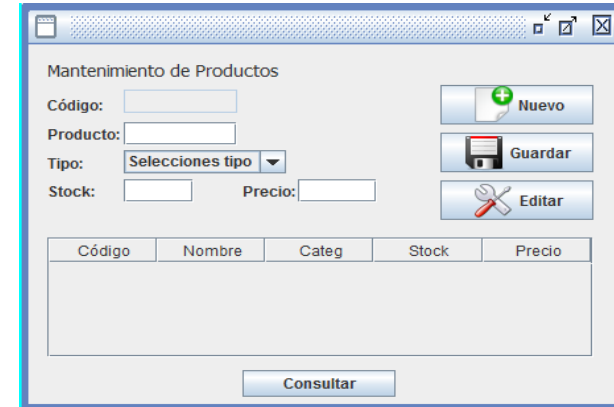 Mantenimiento de Productos
Código:
Nuevo
Producto:
Guardar
Tipo: Selecciones tipo
Stock: Precio:
Editar
Código Nombre Categ Stock Precio
Consultar